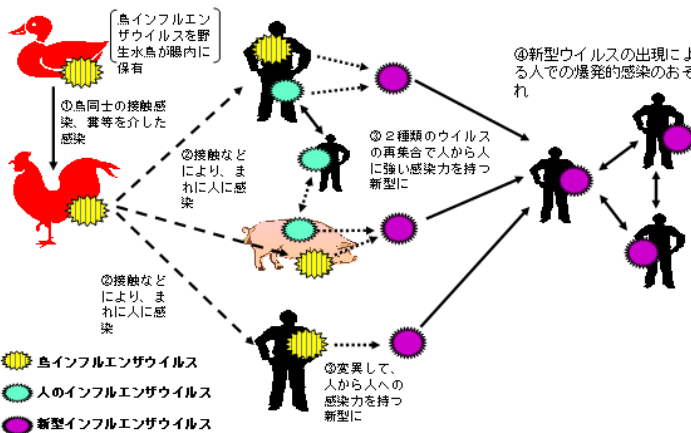 鳥インフルエン
ザウイルスを野
生水鳥が腸内に
保有
①鳥同士の接触感
染、糞等を介した
感染
②接触など
により、ま
れに人に感
染
②接触など
により、ま
れに人に感
染
③２種類のウイルス
の再集合で人から人
に強い感染力を持つ
新型に
③変異して、
人から人への
感染力を持つ
新型に
④新型ウイルスの出現によ
る人での爆発的感染のおそ
れ
鳥インフルエンザウイルス
人のインフルエンザウイルス
新型インフルエンザウイルス